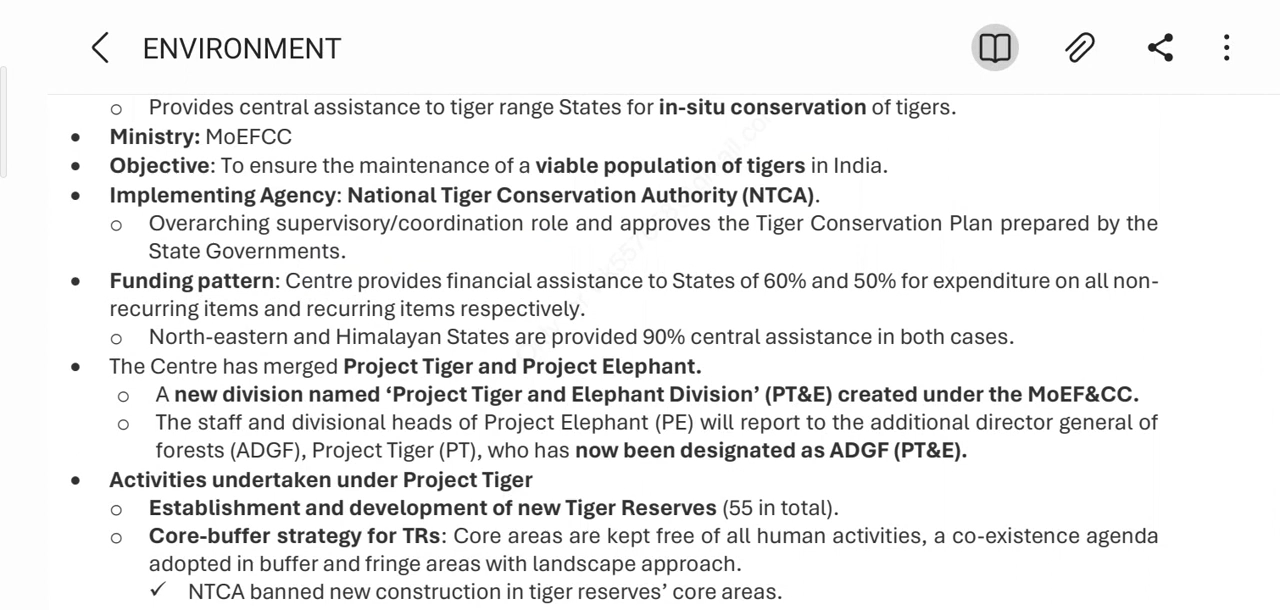 ENVIRONMENT
o Provides central assistance to tiger range States for in-situ conservation of tigers.
• Ministry: MoEFCC
• Objective: To ensure the maintenance of a viable population of tigers in India.
• Implementing Agency: National Tiger Conservation Authority (NTCA).
o Overarching supervisory/coordination role and approves the Tiger Conservation Plan prepared by the
State Governments.
• Funding pattern: Centre provides financial assistance to States of 60% and 50% for expenditure on all non-
recurring items and recurring items respectively.
o North-eastern and Himalayan States are provided 90% central assistance in both cases.
• The Centre has merged Project Tiger and Project Elephant.
o A new division named ‘Project Tiger and Elephant Division’ (PT&E) created under the MoEF&CC.
o The staff and divisional heads of Project Elephant (PE) will report to the additional director general of
forests (ADGF), Project Tiger (PT), who has now been designated as ADGF (PT&E).
• Activities undertaken under Project Tiger
o Establishment and development of new Tiger Reserves (55 in total).
o Core-buffer strategy for TRs: Core areas are kept free of all human activities, a co-existence agenda
adopted in buffer and fringe areas with landscape approach.
✓ NTCA banned new construction in tiger reserves’ core areas.